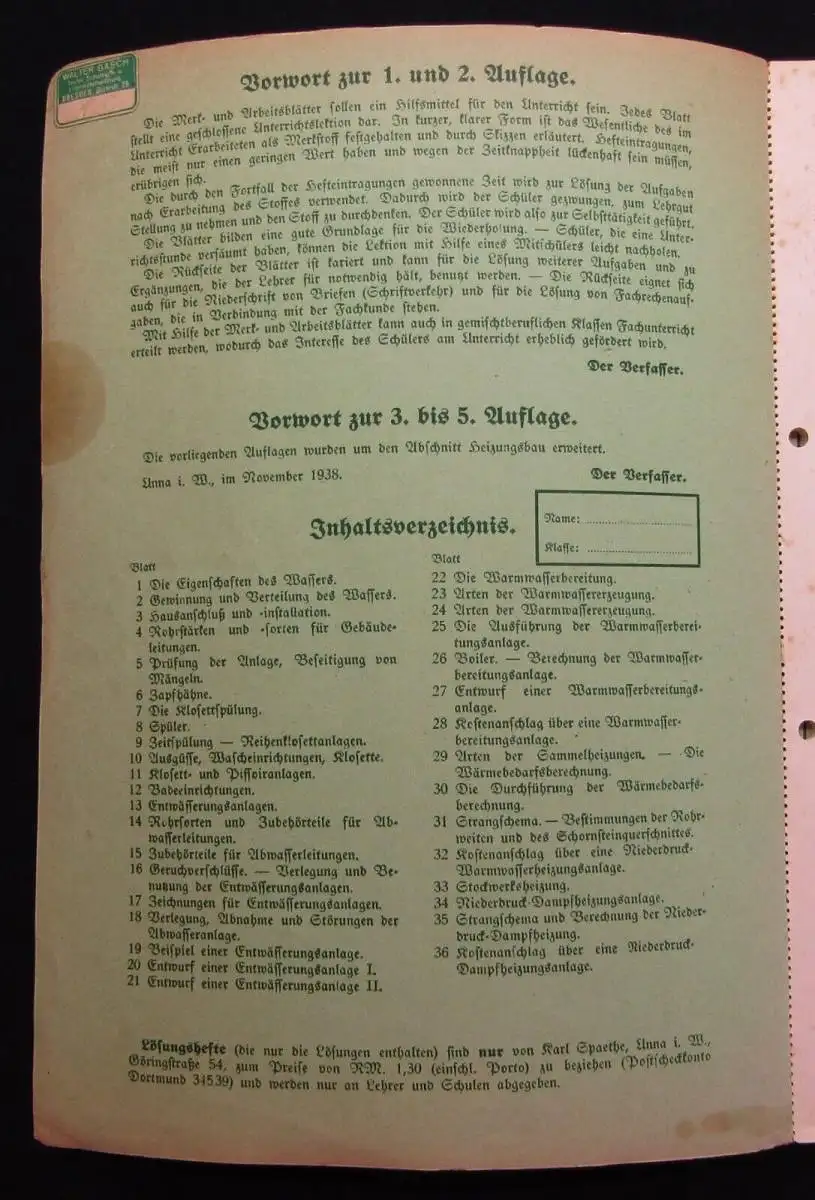 WALTER GASCH
DRESDEN
Vorwort zur 1. und 2. Auflage.
Die Merk- und Arbeitsblätter sollen ein Hilfsmittel für den Unterricht sein. Jedes Blatt
stellt eine geschlossene Unterrichtslektion dar. In kurzer, klarer Form ist das Wesentliche des im
Unterricht Erarbeiteten als Merkstoff festgehalten und durch Skizzen erläutert. Hefteintragungen,
die meist nur einen geringen Wert haben und wegen der Zeitknappheit lückenhaft sein müssen,
erübrigen sich.
Die durch den Fortfall der Hefteintragungen gewonnene Zeit wird zur Lösung der Aufgaben
nach Erarbeitung des Stoffes verwendet. Dadurch wird der Schüler gezwungen, zum Lehrgut
Stellung zu nehmen und den Stoff zu durchdenken. Der Schüler wird also zur Selbsttätigkeit geführt.
Die Blätter bilden eine gute Grundlage für die Wiederholung. — Schüler, die eine Unter-
richtsstunde versäumt haben, können die Lektion mit Hilfe eines Mitschülers leicht nachholen.
Die Rückseite der Blätter ist kariert und kann für die Lösung weiterer Aufgaben und zu
Ergänzungen, die der Lehrer für notwendig hält, benutzt werden. — Die Rückseite eignet sich
auch für die Niederschrift von Briefen (Schriftverkehr) und für die Lösung von Fachrechenauf-
gaben, die in Verbindung mit der Fachkunde stehen.
Mit Hilfe der Merk- und Arbeitsblätter kann auch in gemischtberuflichen Klassen Fachunterricht
erteilt werden, wodurch das Interesse des Schülers am Unterricht erheblich gefördert wird.
Der Verfasser.
Vorwort zur 3. bis 5. Auflage.
Die vorliegenden Auflagen wurden um den Abschnitt Heizungsbau erweitert.
Unna i. W., im November 1938.
Der Verfasser.
Inhaltsverzeichnis.
Name:
Klasse:
Blatt
1 Die Eigenschaften des Wassers.
2 Gewinnung und Verteilung des Wassers.
3 Hausanschluß und -installation.
4 Rohrstärken und -sorten für Gebäude-
leitungen.
5 Prüfung der Anlage, Beseitigung von
Mängeln.
6 Zapfhähne.
7 Die Klosettspülung.
8 Spüler.
9 Zeitspülung — Reihenklosettanlagen.
10 Ausgüsse, Wascheinrichtungen, Klosette.
11 Klosett- und Pissoiranlagen.
12 Badeeinrichtungen.
13 Entwässerungsanlagen.
14 Rohrsorten und Zubehörteile für Ab-
wasserleitungen.
15 Zubehörteile für Abwasserleitungen.
16 Geruchverschlüsse. — Verlegung und Be-
nutzung der Entwässerungsanlagen.
17 Zeichnungen für Entwässerungsanlagen.
18 Verlegung, Abnahme und Störungen der
Abwasseranlage.
19 Beispiel einer Entwässerungsanlage.
20 Entwurf einer Entwässerungsanlage I.
21 Entwurf einer Entwässerungsanlage II.
Blatt
22 Die Warmwasserbereitung.
23 Arten der Warmwassererzeugung.
24 Arten der Warmwassererzeugung.
25 Die Ausführung der Warmwasserberei-
tungsanlage.
26 Boiler. — Berechnung der Warmwasser-
bereitungsanlage.
27 Entwurf einer Warmwasserbereitungs-
anlage.
28 Kostenanschlag über eine Warmwasser-
bereitungsanlage.
29 Arten der Sammelheizungen. — Die
Wärmebedarfsberechnung.
30 Die Durchführung der Wärmebedarfs-
berechnung.
31 Strangschema. — Bestimmungen der Rohr-
weiten und des Schornsteinquerschnittes.
32 Kostenanschlag über eine Niederdruck-
Warmwasserheizungsanlage.
33 Stockwerksheizung.
34 Niederdruck-Dampfheizungsanlage.
35 Strangschema und Berechnung der Nieder-
druck-Dampfheizung.
36 Kostenanschlag über eine Niederdruck-
Dampfheizungsanlage.
Lösungshefte (die nur die Lösungen enthalten) sind nur von Karl Spaethe, Unna i. W.,
Göringstraße 54, zum Preise von RM. 1,30 (einschl. Porto) zu beziehen (Postscheckkonto
Dortmund 34539) und werden nur an Lehrer und Schulen abgegeben.